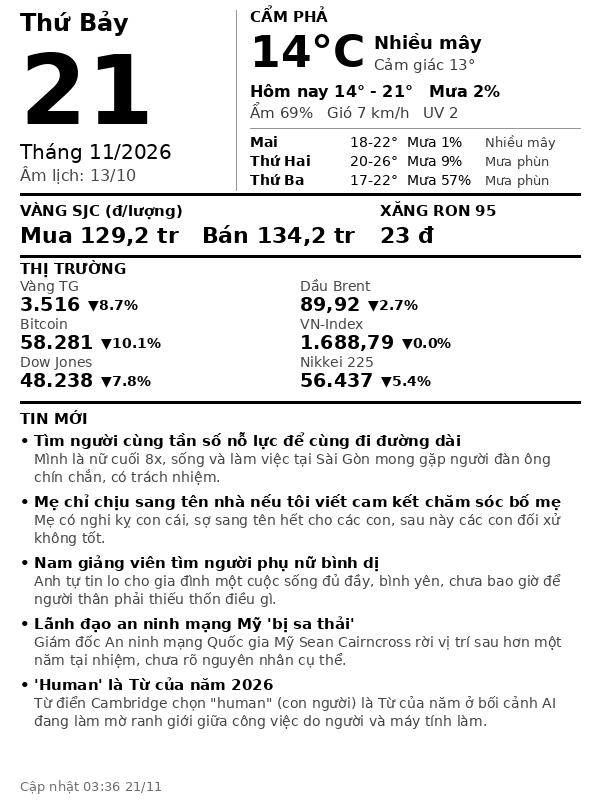 Thứ Bảy
21
Tháng 11/2026
Âm lịch: 13/10
CẨM PHẢ
14°C Nhiều mây
Cảm giác 13°
Hôm nay 14° - 21° Mưa 2%
Ẩm 69% Gió 7 km/h UV 2
Mai 18-22° Mưa 1% Nhiều mây
Thứ Hai 20-26° Mưa 9% Mưa phùn
Thứ Ba 17-22° Mưa 57% Mưa phùn
VÀNG SJC (đ/lượng)
Mua 129,2 tr Bán 134,2 tr
XĂNG RON 95
23 đ
THỊ TRƯỜNG
Vàng TG
3.516 ▼8.7%
Dầu Brent
89,92 ▼2.7%
Bitcoin
58.281 ▼10.1%
VN-Index
1.688,79 ▼0.0%
Dow Jones
48.238 ▼7.8%
Nikkei 225
56.437 ▼5.4%
TIN MỚI
• Tìm người cùng tần số nỗ lực để cùng đi đường dài
Mình là nữ cuối 8x, sống và làm việc tại Sài Gòn mong gặp người đàn ông
chín chắn, có trách nhiệm.
• Mẹ chỉ chịu sang tên nhà nếu tôi viết cam kết chăm sóc bố mẹ
Mẹ có nghi kỵ con cái, sợ sang tên hết cho các con, sau này các con đối xử
không tốt.
• Nam giảng viên tìm người phụ nữ bình dị
Anh tự tin lo cho gia đình một cuộc sống đủ đầy, bình yên, chưa bao giờ để
người thân phải thiếu thốn điều gì.
• Lãnh đạo an ninh mạng Mỹ 'bị sa thải'
Giám đốc An ninh mạng Quốc gia Mỹ Sean Cairncross rời vị trí sau hơn một
năm tại nhiệm, chưa rõ nguyên nhân cụ thể.
• 'Human' là Từ của năm 2026
Từ điển Cambridge chọn "human" (con người) là Từ của năm ở bối cảnh AI
đang làm mờ ranh giới giữa công việc do người và máy tính làm.
Cập nhật 03:36 21/11